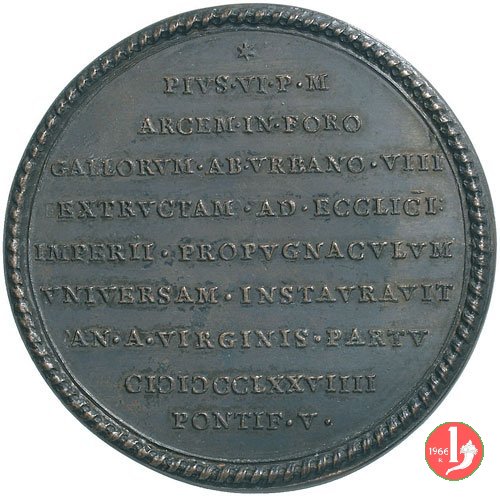 *
PIVS·VI·P·M
ARCEM·IN·FORO
GALLORVM·AB·VRBANO·VIII
EXTRVCTAM·AD·ECCLICI·
IMPERII·PROPVGNACVLVM
VNIVERSAM·INSTAVRAVIT
AN·A·VIRGINIS·PARTV
CIƆIƆCCLXXVIIII
PONTIF·V·
1966
R